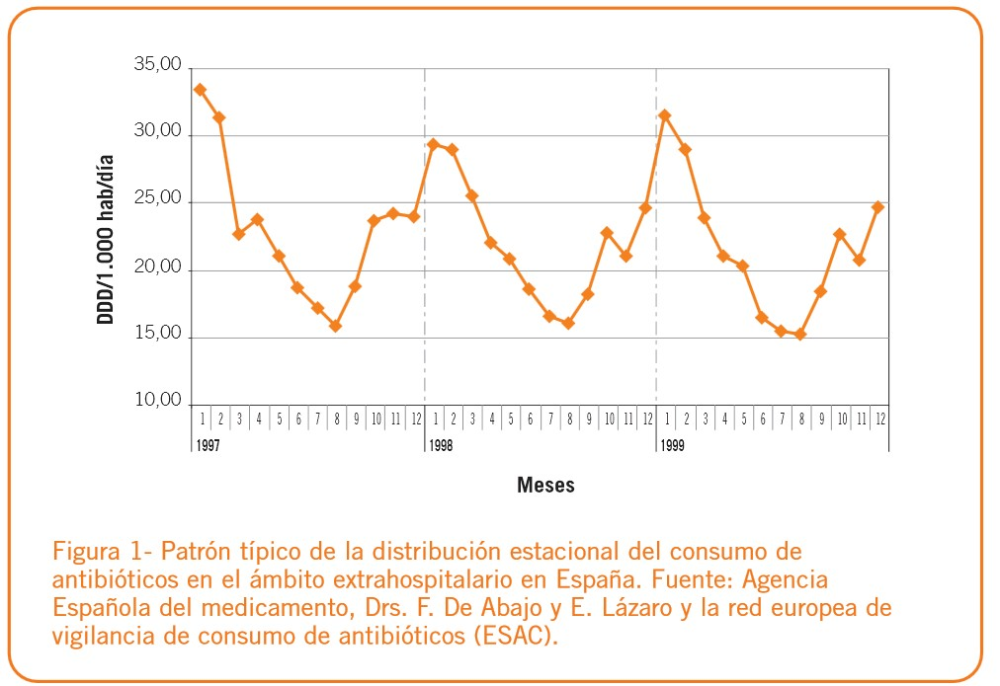 35,00
30,00
25,00
20,00
15,00
10,00
DDD/1.000 hab/día
1 2 3 4 5 6 7 8 9 10 11 12 1 2 3 4 5 6 7 8 9 10 11 12 1 2 3 4 5 6 7 8 9 10 11 12
1997 1998 1999
Meses
Figura 1- Patrón típico de la distribución estacional del consumo de
antibióticos en el ámbito extrahospitalario en España. Fuente: Agencia
Española del medicamento, Drs. F. De Abajo y E. Lázaro y la red europea de
vigilancia de consumo de antibióticos (ESAC).